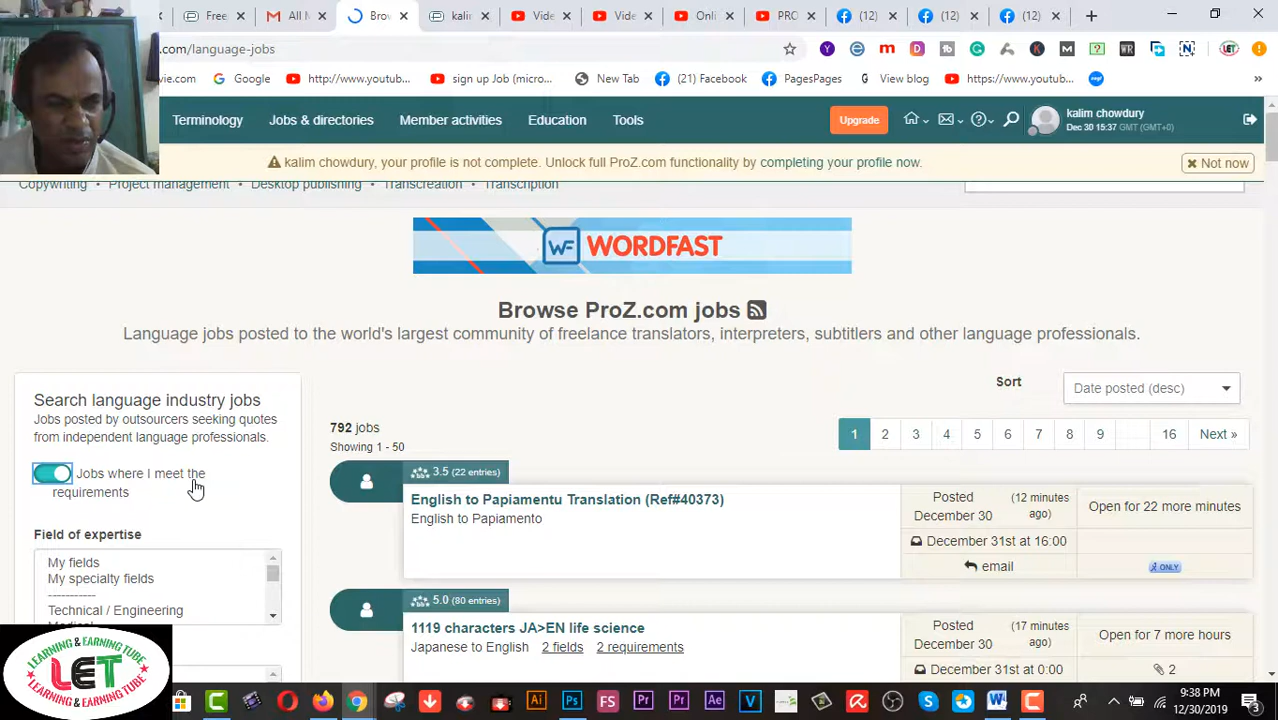 Free
All M
Brow
kalic
Vide
Vide
Onli
PRO
(12)
(12)
(12)
.com/language-jobs
vie.com
Google
http://www.youtub...
sign up Job (micro...
New Tab
(21) Facebook
PagesPages
View blog
https://www.youtub...
Terminology
Jobs & directories
Member activities
Education
Tools
Upgrade
kalim chowdury
Dec 30 15:37 GMT (GMT+0)
kalim chowdury, your profile is not complete. Unlock full ProZ.com functionality by completing your profile now.
Not now
Copywriting • Project management • Desktop publishing • Transcreation • Transcription
WF WORDFAST
Browse ProZ.com jobs
Language jobs posted to the world's largest community of freelance translators, interpreters, subtitlers and other language professionals.
Search language industry jobs
Jobs posted by outsourcers seeking quotes
from independent language professionals.
Jobs where I meet the
requirements
Field of expertise
My fields
My specialty fields
-----------
Technical / Engineering
Sort
Date posted (desc)
792 jobs
Showing 1 - 50
1 2 3 4 5 6 7 8 9 16 Next »
3.5 (22 entries)
English to Papiamentu Translation (Ref#40373)
English to Papiamento
Posted
December 30
(12 minutes
ago)
Open for 22 more minutes
December 31st at 16:00
email
ONLY
5.0 (80 entries)
1119 characters JA>EN life science
Japanese to English 2 fields 2 requirements
Posted
December 30
(17 minutes
ago)
Open for 7 more hours
December 31st at 0:00
2
LEARNING & EARNING TUBE
LET
LEARNING & EARNING TUBE
9:38 PM
12/30/2019